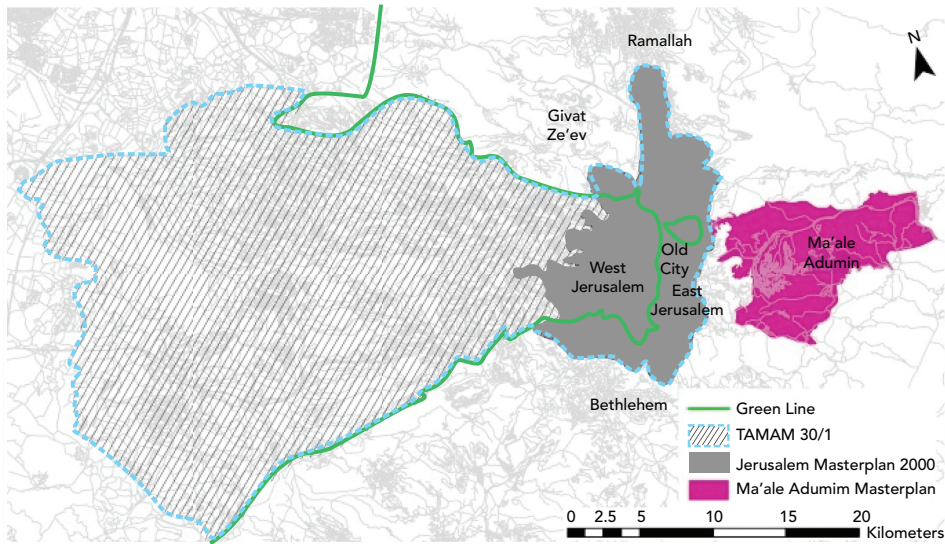 Ramallah
N
Givat
Ze'ev
Ma'ale
Adumin
Old
City
West
Jerusalem
East
Jerusalem
Bethlehem
Green Line
TAMAM 30/1
Jerusalem Masterplan 2000
Ma'ale Adumim Masterplan
0 2.5 5 10 15 20
Kilometers